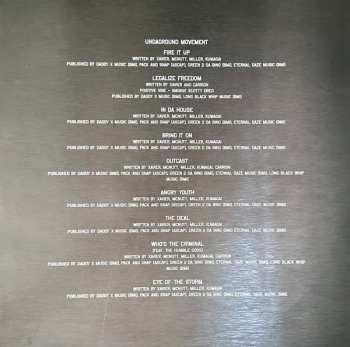 UNDAGROUND MOVEMENT
FIRE IT UP
WRITTEN BY XAVIER, MCNUTT, MILLER, KUMAGAI
PUBLISHED BY DADDY X MUSIC (BMI), PACK AND SNAP (ASCAP), GREEN 2 DA BING (BMI), ETERNAL DAZE MUSIC (BMI)
LEGALIZE FREEDOM
WRITTEN BY XAVIER AND CARRION
POSITIVE VIBE - SMOKIN' SCOTTY DREO
PUBLISHED BY DADDY X MUSIC (BMI), LONG BLACK WHIP MUSIC (BMI)
IN DA HOUSE
WRITTEN BY XAVIER, MCNUTT, MILLER, KUMAGAI
PUBLISHED BY DADDY X MUSIC (BMI), PACK AND SNAP (ASCAP), GREEN 2 DA BING (BMI), ETERNAL DAZE MUSIC (BMI)
BRING IT ON
WRITTEN BY XAVIER, MCNUTT, MILLER, KUMAGAI
PUBLISHED BY DADDY X MUSIC (BMI), PACK AND SNAP (ASCAP), GREEN 2 DA BING (BMI), ETERNAL DAZE MUSIC (BMI)
OUTCAST
WRITTEN BY XAVIER, MCNUTT, MILLER, KUMAGAI, CARRION
PUBLISHED BY DADDY X MUSIC (BMI), PACK AND SNAP (ASCAP), GREEN 2 DA BING (BMI), ETERNAL DAZE MUSIC (BMI), LONG BLACK WHIP
MUSIC (BMI)
ANGRY YOUTH
WRITTEN BY XAVIER, MCNUTT, MILLER, KUMAGAI
PUBLISHED BY DADDY X MUSIC (BMI), PACK AND SNAP (ASCAP), GREEN 2 DA BING (BMI), ETERNAL DAZE MUSIC (BMI)
THE DEAL
WRITTEN BY XAVIER, MCNUTT, MILLER, KUMAGAI
PUBLISHED BY DADDY X MUSIC (BMI), PACK AND SNAP (ASCAP), GREEN 2 DA BING (BMI), ETERNAL DAZE MUSIC (BMI)
WHO'S THE CRIMINAL
(FEAT. THE HUMBLE GODS)
WRITTEN BY XAVIER, MCNUTT, MILLER, KUMAGAI, CARRION
PUBLISHED BY DADDY X MUSIC (BMI), PACK AND SNAP (ASCAP), GREEN 2 DA BING (BMI), ETERNAL DAZE MUSIC (BMI), LONG BLACK WHIP
MUSIC (BMI)
EYE OF THE STORM
WRITTEN BY XAVIER, MCNUTT, MILLER, KUMAGAI
PUBLISHED BY DADDY X MUSIC (BMI), PACK AND SNAP (ASCAP), GREEN 2 DA BING (BMI), ETERNAL DAZE MUSIC (BMI)